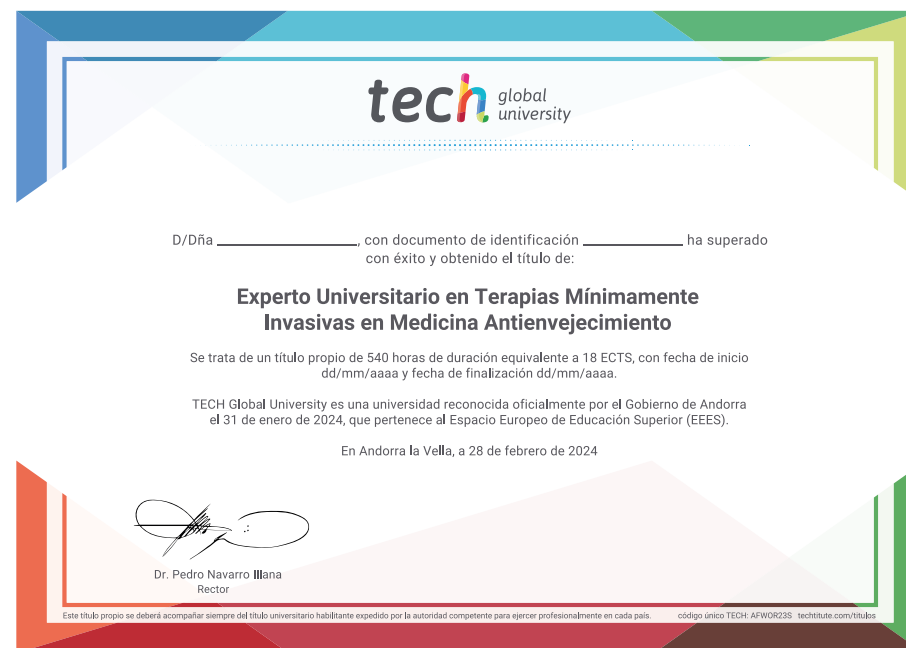 tech global university
D/Dña ____________________, con documento de identificación ______________ ha superado
con éxito y obtenido el título de:
Experto Universitario en Terapias Mínimamente
Invasivas en Medicina Antienvejecimiento
Se trata de un título propio de 540 horas de duración equivalente a 18 ECTS, con fecha de inicio
dd/mm/aaaa y fecha de finalización dd/mm/aaaa.
TECH Global University es una universidad reconocida oficialmente por el Gobierno de Andorra
el 31 de enero de 2024, que pertenece al Espacio Europeo de Educación Superior (EEES).
En Andorra la Vella, a 28 de febrero de 2024
Dr. Pedro Navarro Illana
Rector
Este título propio se deberá acompañar siempre del título universitario habilitante expedido por la autoridad competente para ejercer profesionalmente en cada país. código único TECH: AFWOR23S techtitute.com/titulos